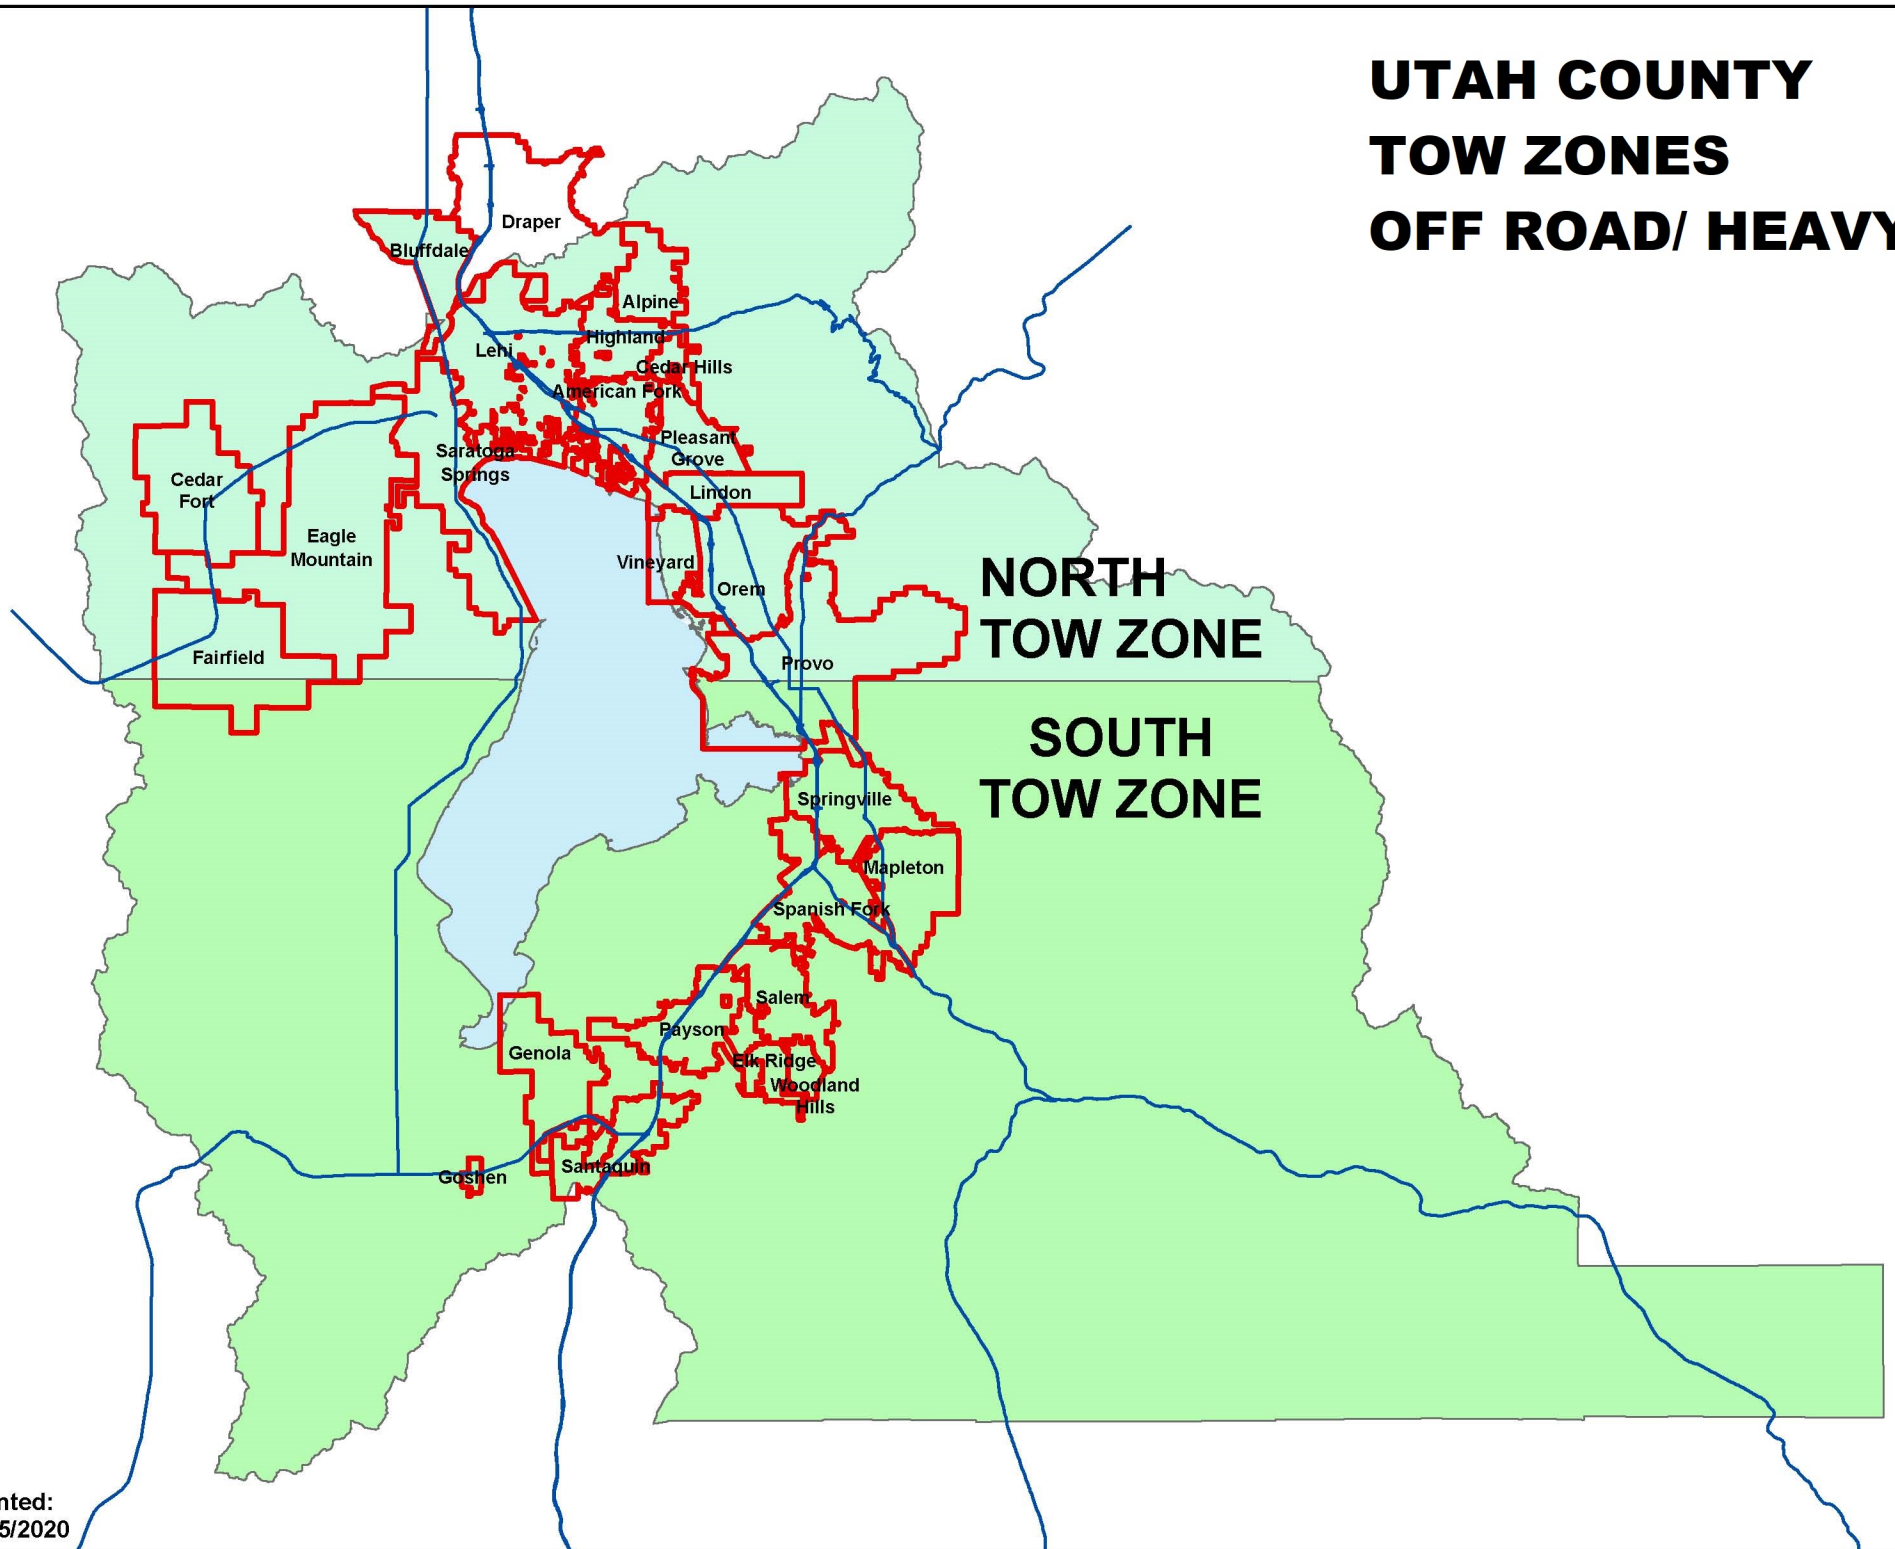 UTAH COUNTY
TOW ZONES
OFF ROAD/ HEAVY
Draper
Bluffdale
Alpine
Highland
Lehi
Cedar Hills
American Fork
Pleasant
Grove
Saratoga
Springs
Cedar
Fort
Lindon
Eagle
Mountain
Vineyard
Orem
NORTH
TOW ZONE
Fairfield
Provo
SOUTH
TOW ZONE
Springville
Mapleton
Spanish Fork
Salem
Payson
Genola
Elk Ridge
Woodland
Hills
Santaquin
Goshen
nted:
5/2020